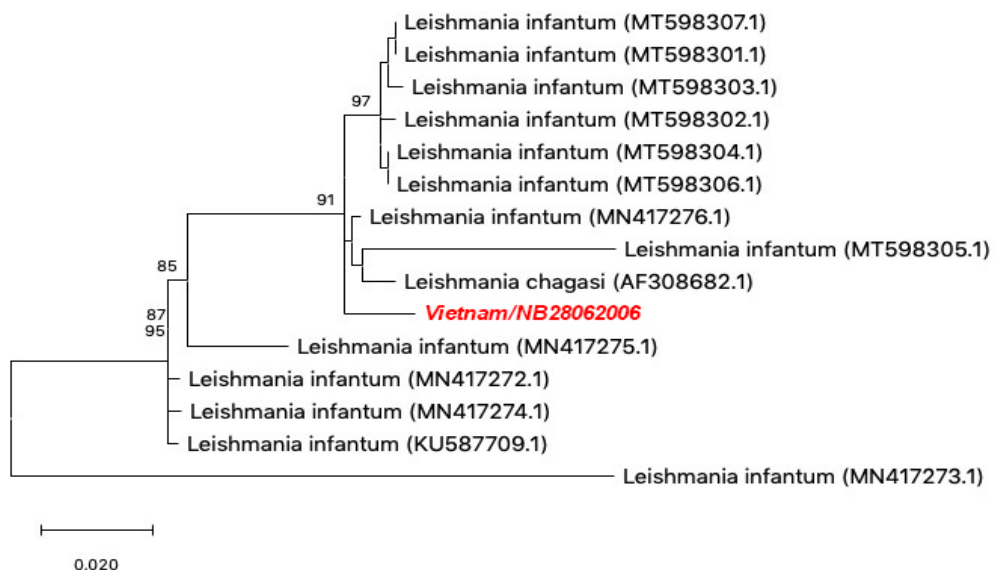 Leishmania infantum (MT598307.1)
Leishmania infantum (MT598301.1)
Leishmania infantum (MT598303.1)
97
Leishmania infantum (MT598302.1)
Leishmania infantum (MT598304.1)
Leishmania infantum (MT598306.1)
91
Leishmania infantum (MN417276.1)
Leishmania infantum (MT598305.1)
85
Leishmania chagasi (AF308682.1)
87
Vietnam/NB28062006
95
Leishmania infantum (MN417275.1)
Leishmania infantum (MN417272.1)
Leishmania infantum (MN417274.1)
Leishmania infantum (KU587709.1)
Leishmania infantum (MN417273.1)
0.020